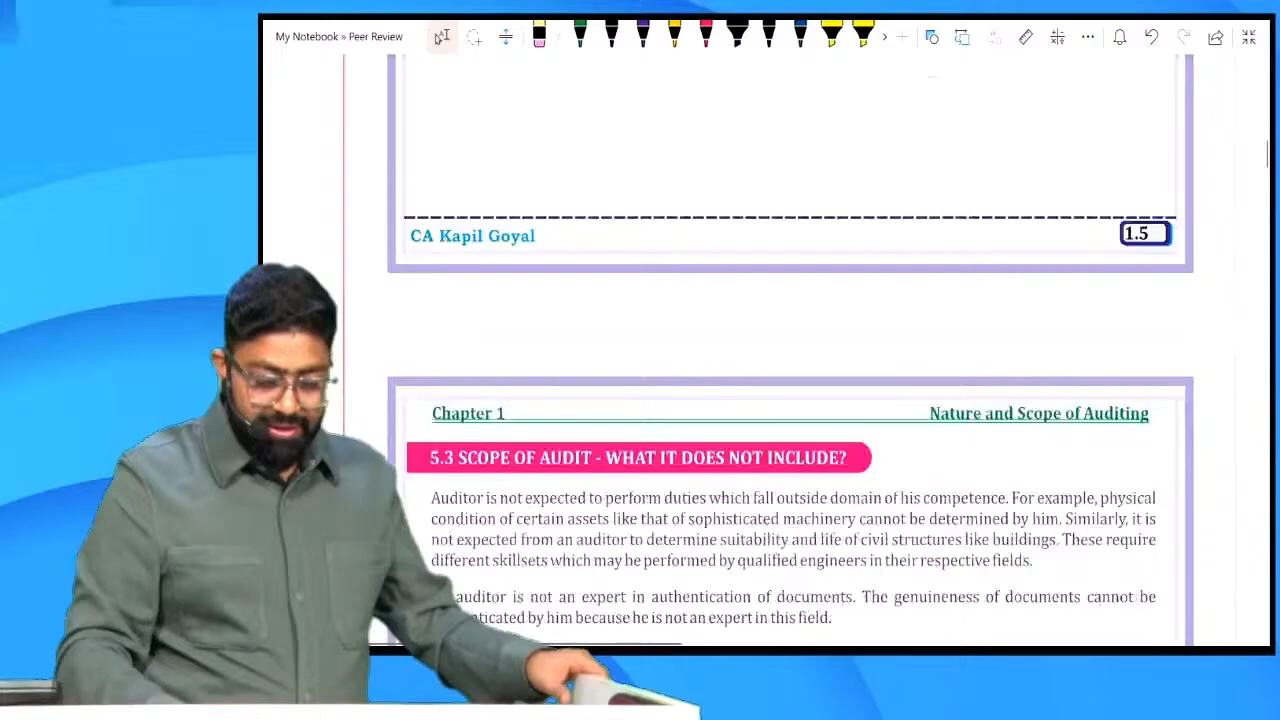 My Notebook » Peer Review
CA Kapil Goyal
1.5
Chapter 1
Nature and Scope of Auditing
5.3 SCOPE OF AUDIT - WHAT IT DOES NOT INCLUDE?
Auditor is not expected to perform duties which fall outside domain of his competence. For example, physical
condition of certain assets like that of sophisticated machinery cannot be determined by him. Similarly, it is
not expected from an auditor to determine suitability and life of civil structures like buildings. These require
different skillsets which may be performed by qualified engineers in their respective fields.
auditor is not an expert in authentication of documents. The genuineness of documents cannot be
by him because he is not an expert in this field.